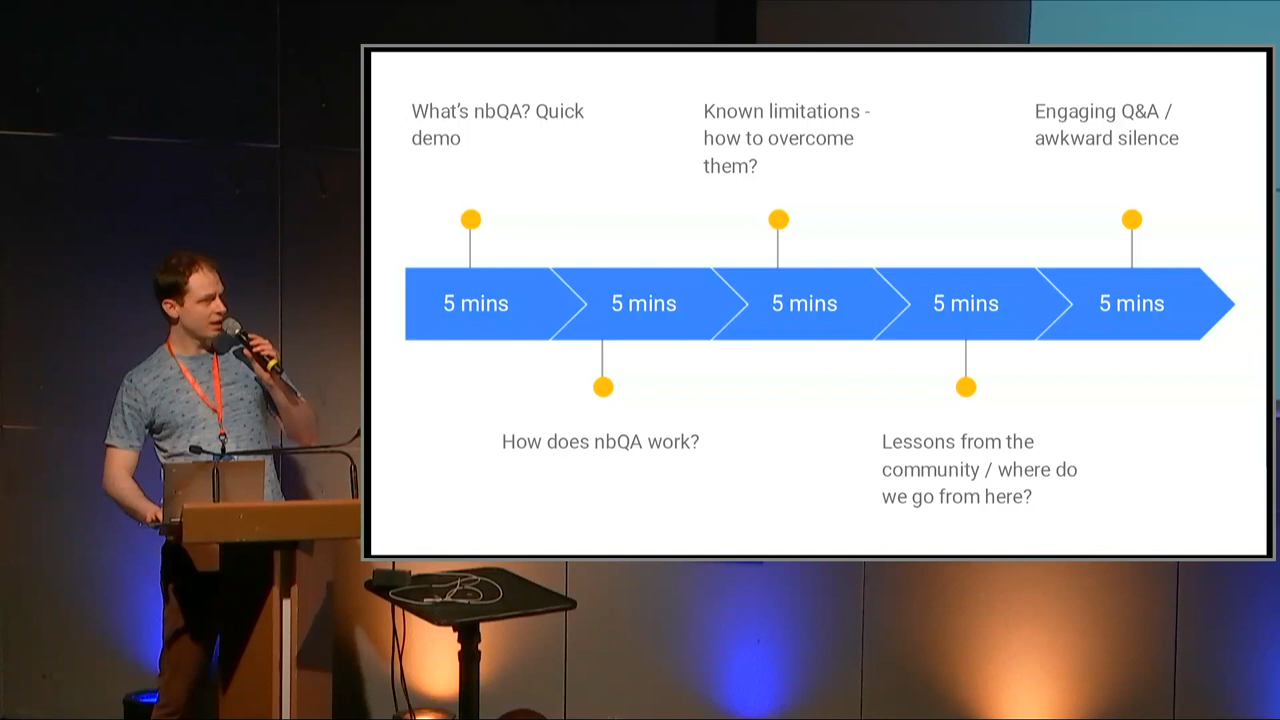 What's nbQA? Quick
demo
Known limitations -
how to overcome
them?
Engaging Q&A /
awkward silence
5 mins
5 mins
5 mins
5 mins
5 mins
How does nbQA work?
Lessons from the
community / where do
we go from here?